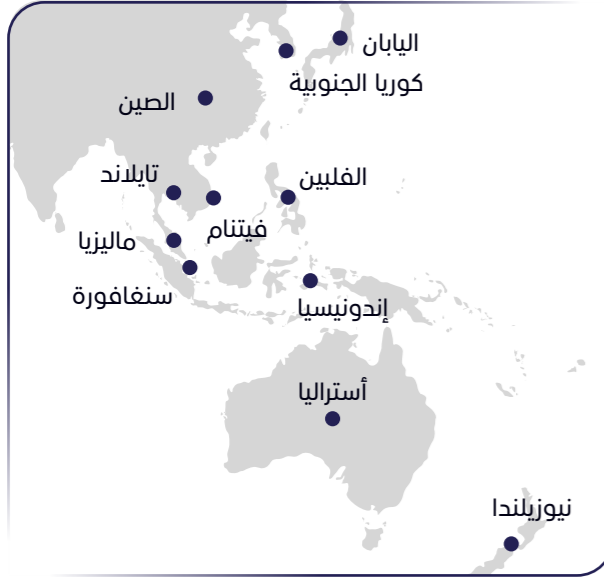 اليابان
كوريا الجنوبية
الصين
تايلاند
الفلبين
فيتنام
ماليزيا
سنغافورة
إندونيسيا
أستراليا
نيوزيلندا